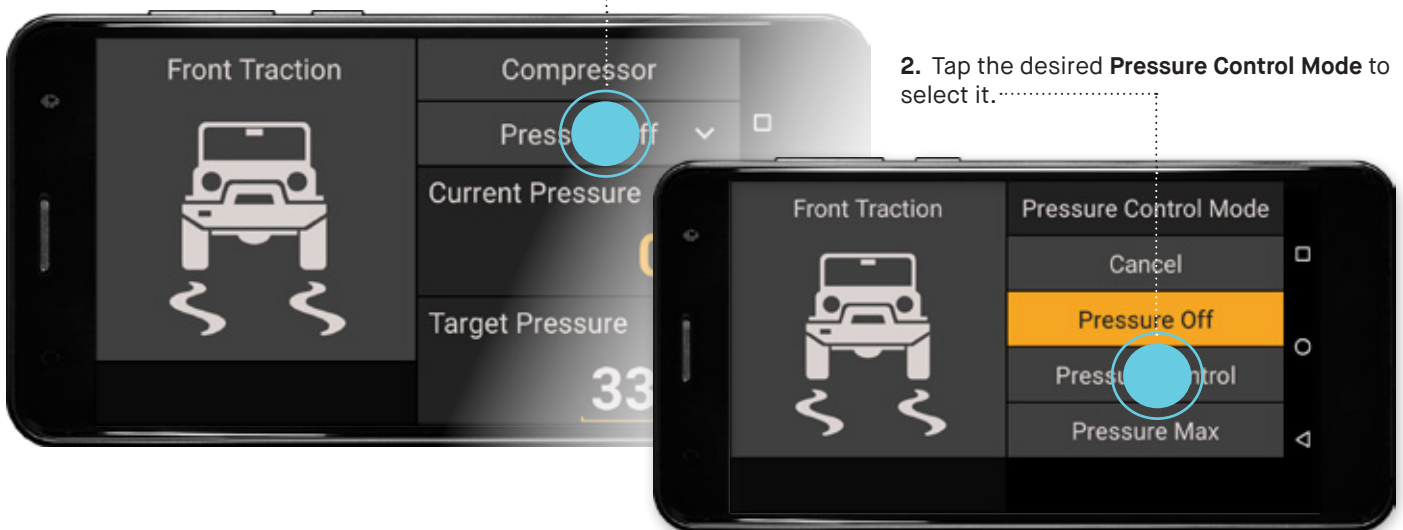 Front Traction
Compressor
Current Pressure
Target Pressure
33
2. Tap the desired Pressure Control Mode to
select it.
Front Traction
Pressure Control Mode
Cancel
Pressure Off
Pressure Max